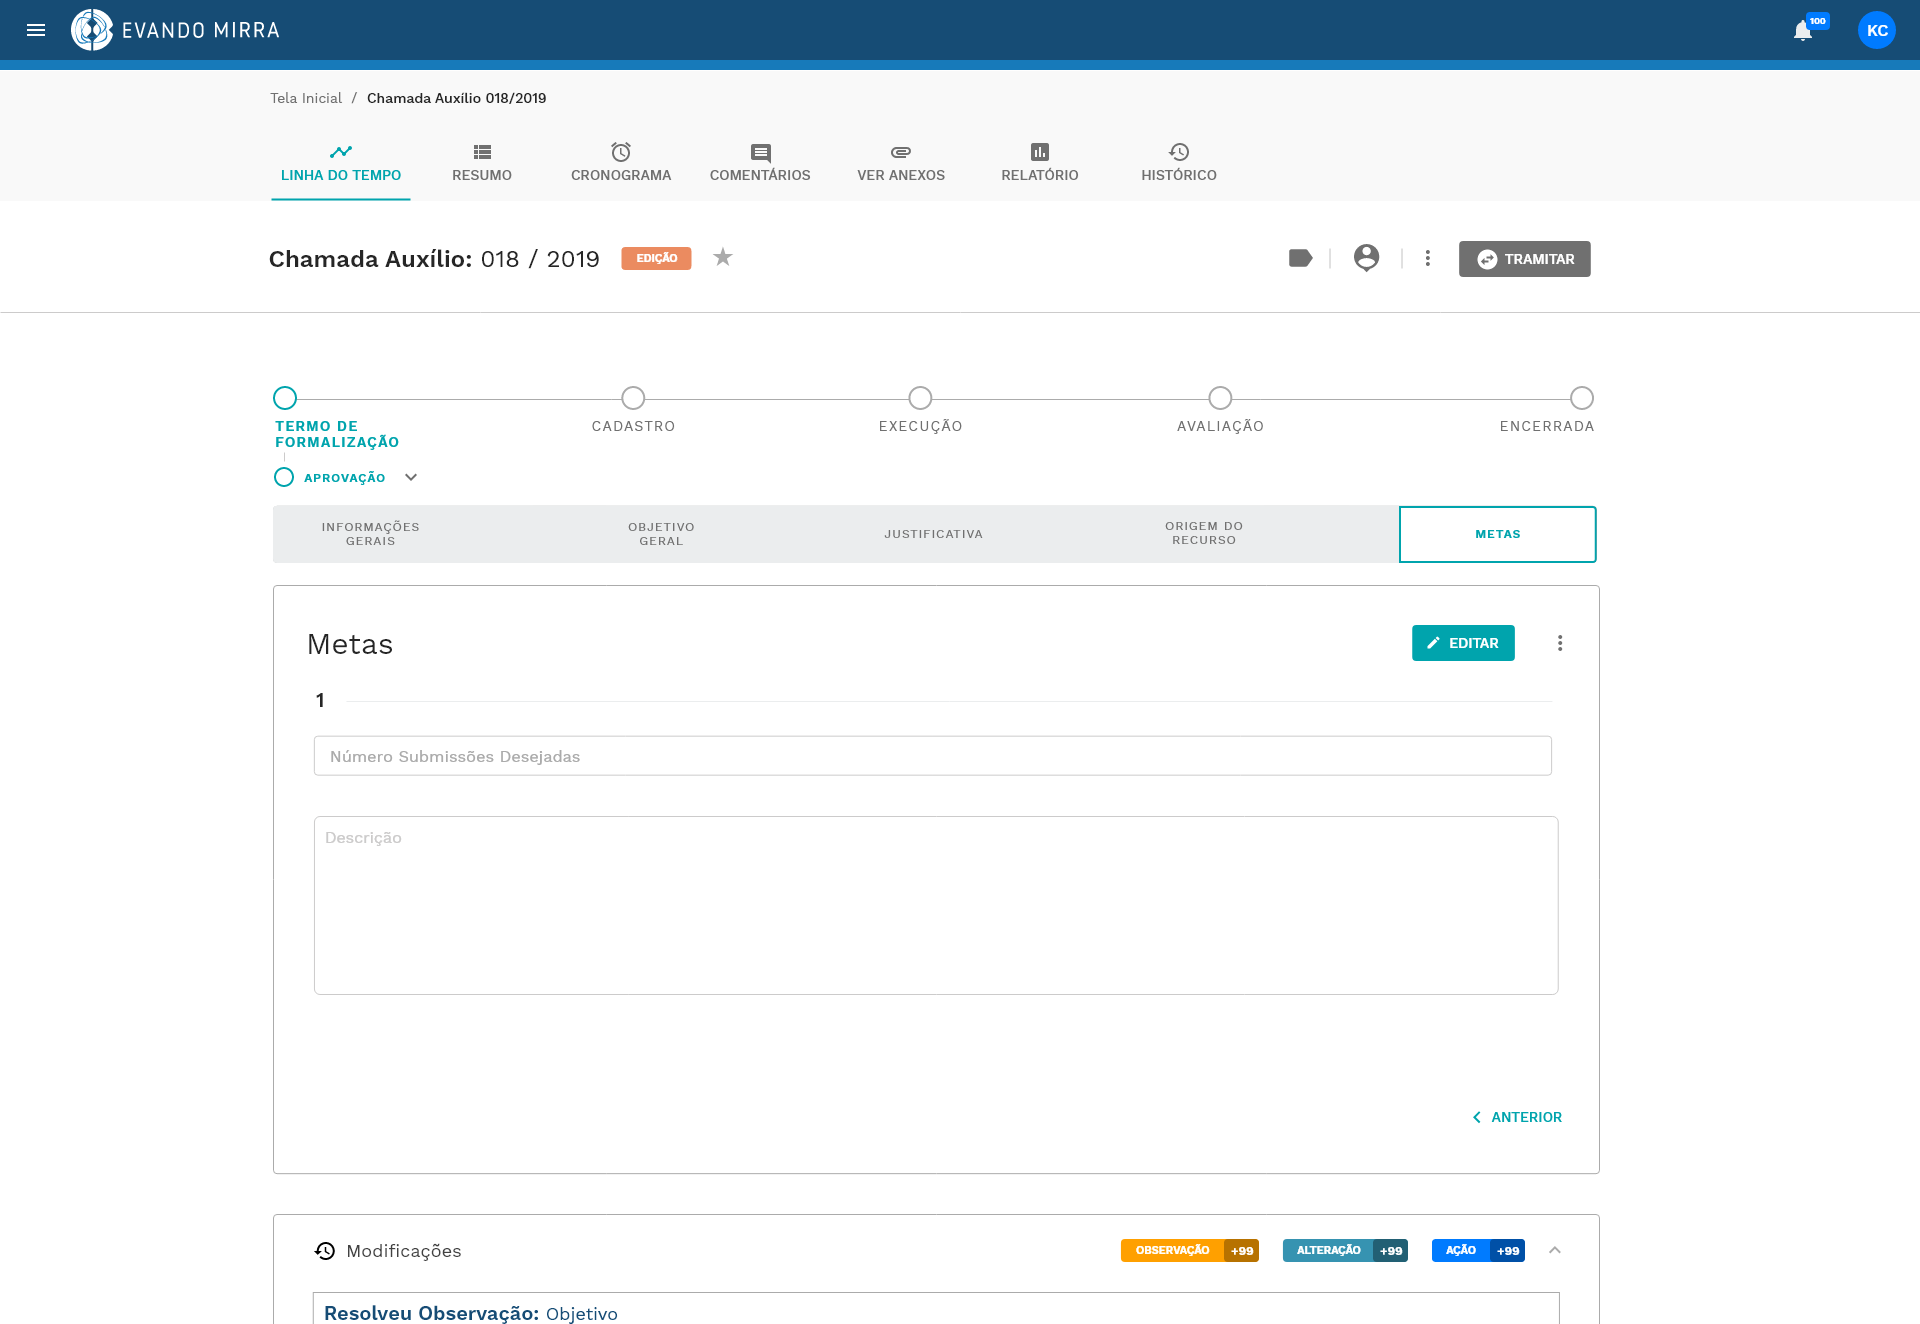 EVANDO MIRRA
100
KC
Tela Inicial / Chamada Auxílio 018/2019
LINHA DO TEMPO
RESUMO
CRONOGRAMA
COMENTÁRIOS
VER ANEXOS
RELATÓRIO
HISTÓRICO
Chamada Auxílio: 018 / 2019
EDIÇÃO
TRAMITAR
TERMO DE
FORMALIZAÇÃO
CADASTRO
EXECUÇÃO
AVALIAÇÃO
ENCERRADA
APROVAÇÃO
INFORMAÇÕES
GERAIS
OBJETIVO
GERAL
JUSTIFICATIVA
ORIGEM DO
RECURSO
METAS
Metas
EDITAR
1
Número Submissões Desejadas
Descrição
ANTERIOR
Modificações
OBSERVAÇÃO +99
ALTERAÇÃO +99
AÇÃO +99
Resolveu Observação: Objetivo